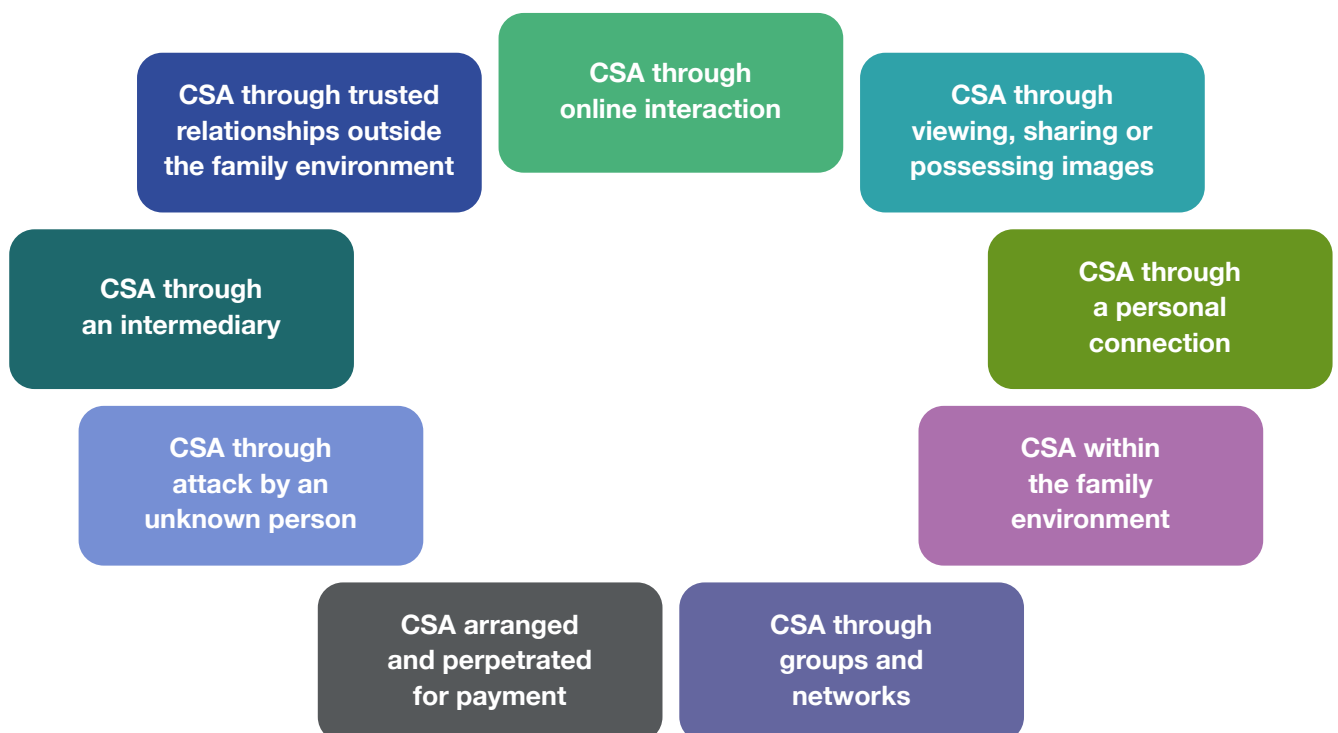 CSA through
online interaction
CSA through trusted
relationships outside
the family environment
CSA through
viewing, sharing or
possessing images
CSA through
an intermediary
CSA through
a personal
connection
CSA through
attack by an
unknown person
CSA within
the family
environment
CSA arranged
and perpetrated
for payment
CSA through
groups and
networks